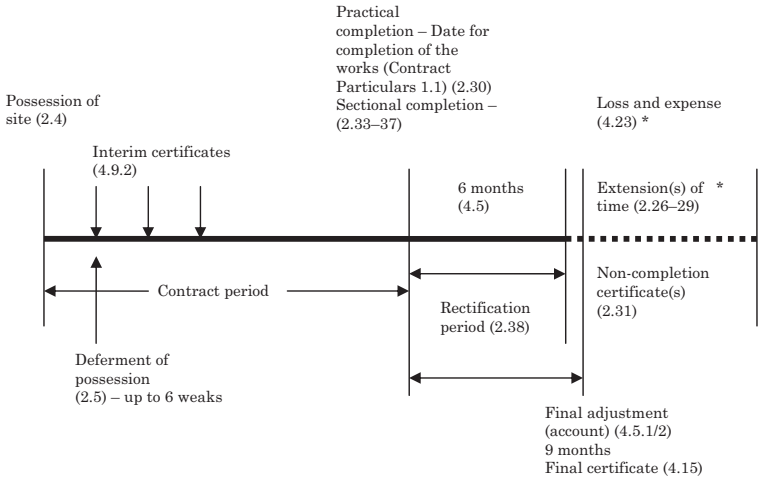 Practical
completion – Date for
completion of the
works (Contract
Particulars 1.1) (2.30)
Sectional completion –
(2.33–37)
Possession of
site (2.4)
Loss and expense
(4.23) *
Interim certificates
(4.9.2)
6 months
(4.5)
Extension(s) of *
time (2.26–29)
Contract period
Non-completion
certificate(s)
(2.31)
Rectification
period (2.38)
Deferment of
possession
(2.5) – up to 6 weaks
Final adjustment
(account) (4.5.1/2)
9 months
Final certificate (4.15)